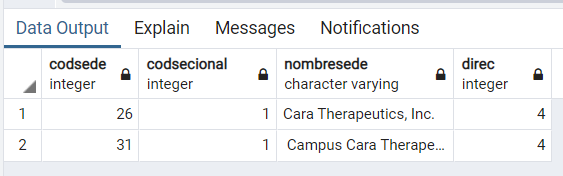 Data Output Explain Messages Notifications
codsede codsecional nombresede direc
integer integer character varying integer
1 26 1 Cara Therapeutics, Inc. 4
2 31 1 Campus Cara Therape... 4